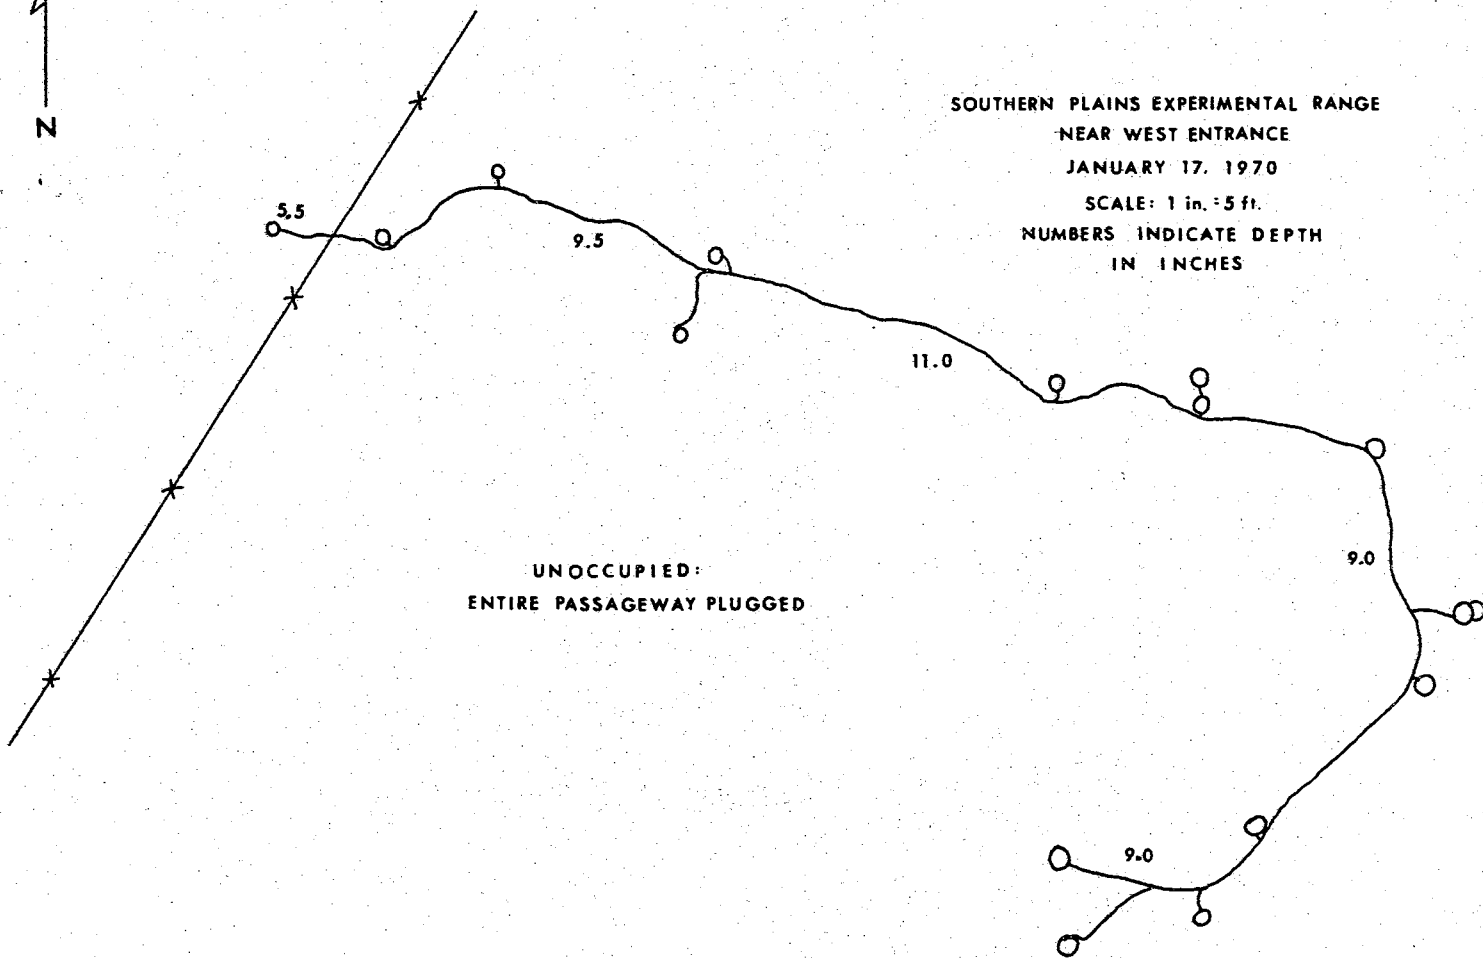 N
SOUTHERN PLAINS EXPERIMENTAL RANGE
NEAR WEST ENTRANCE
JANUARY 17. 1970
SCALE: 1 in. = 5 ft.
NUMBERS INDICATE DEPTH
IN INCHES
5.5
9.5
11.0
9.0
UNOCCUPIED:
ENTIRE PASSAGEWAY PLUGGED
9.0